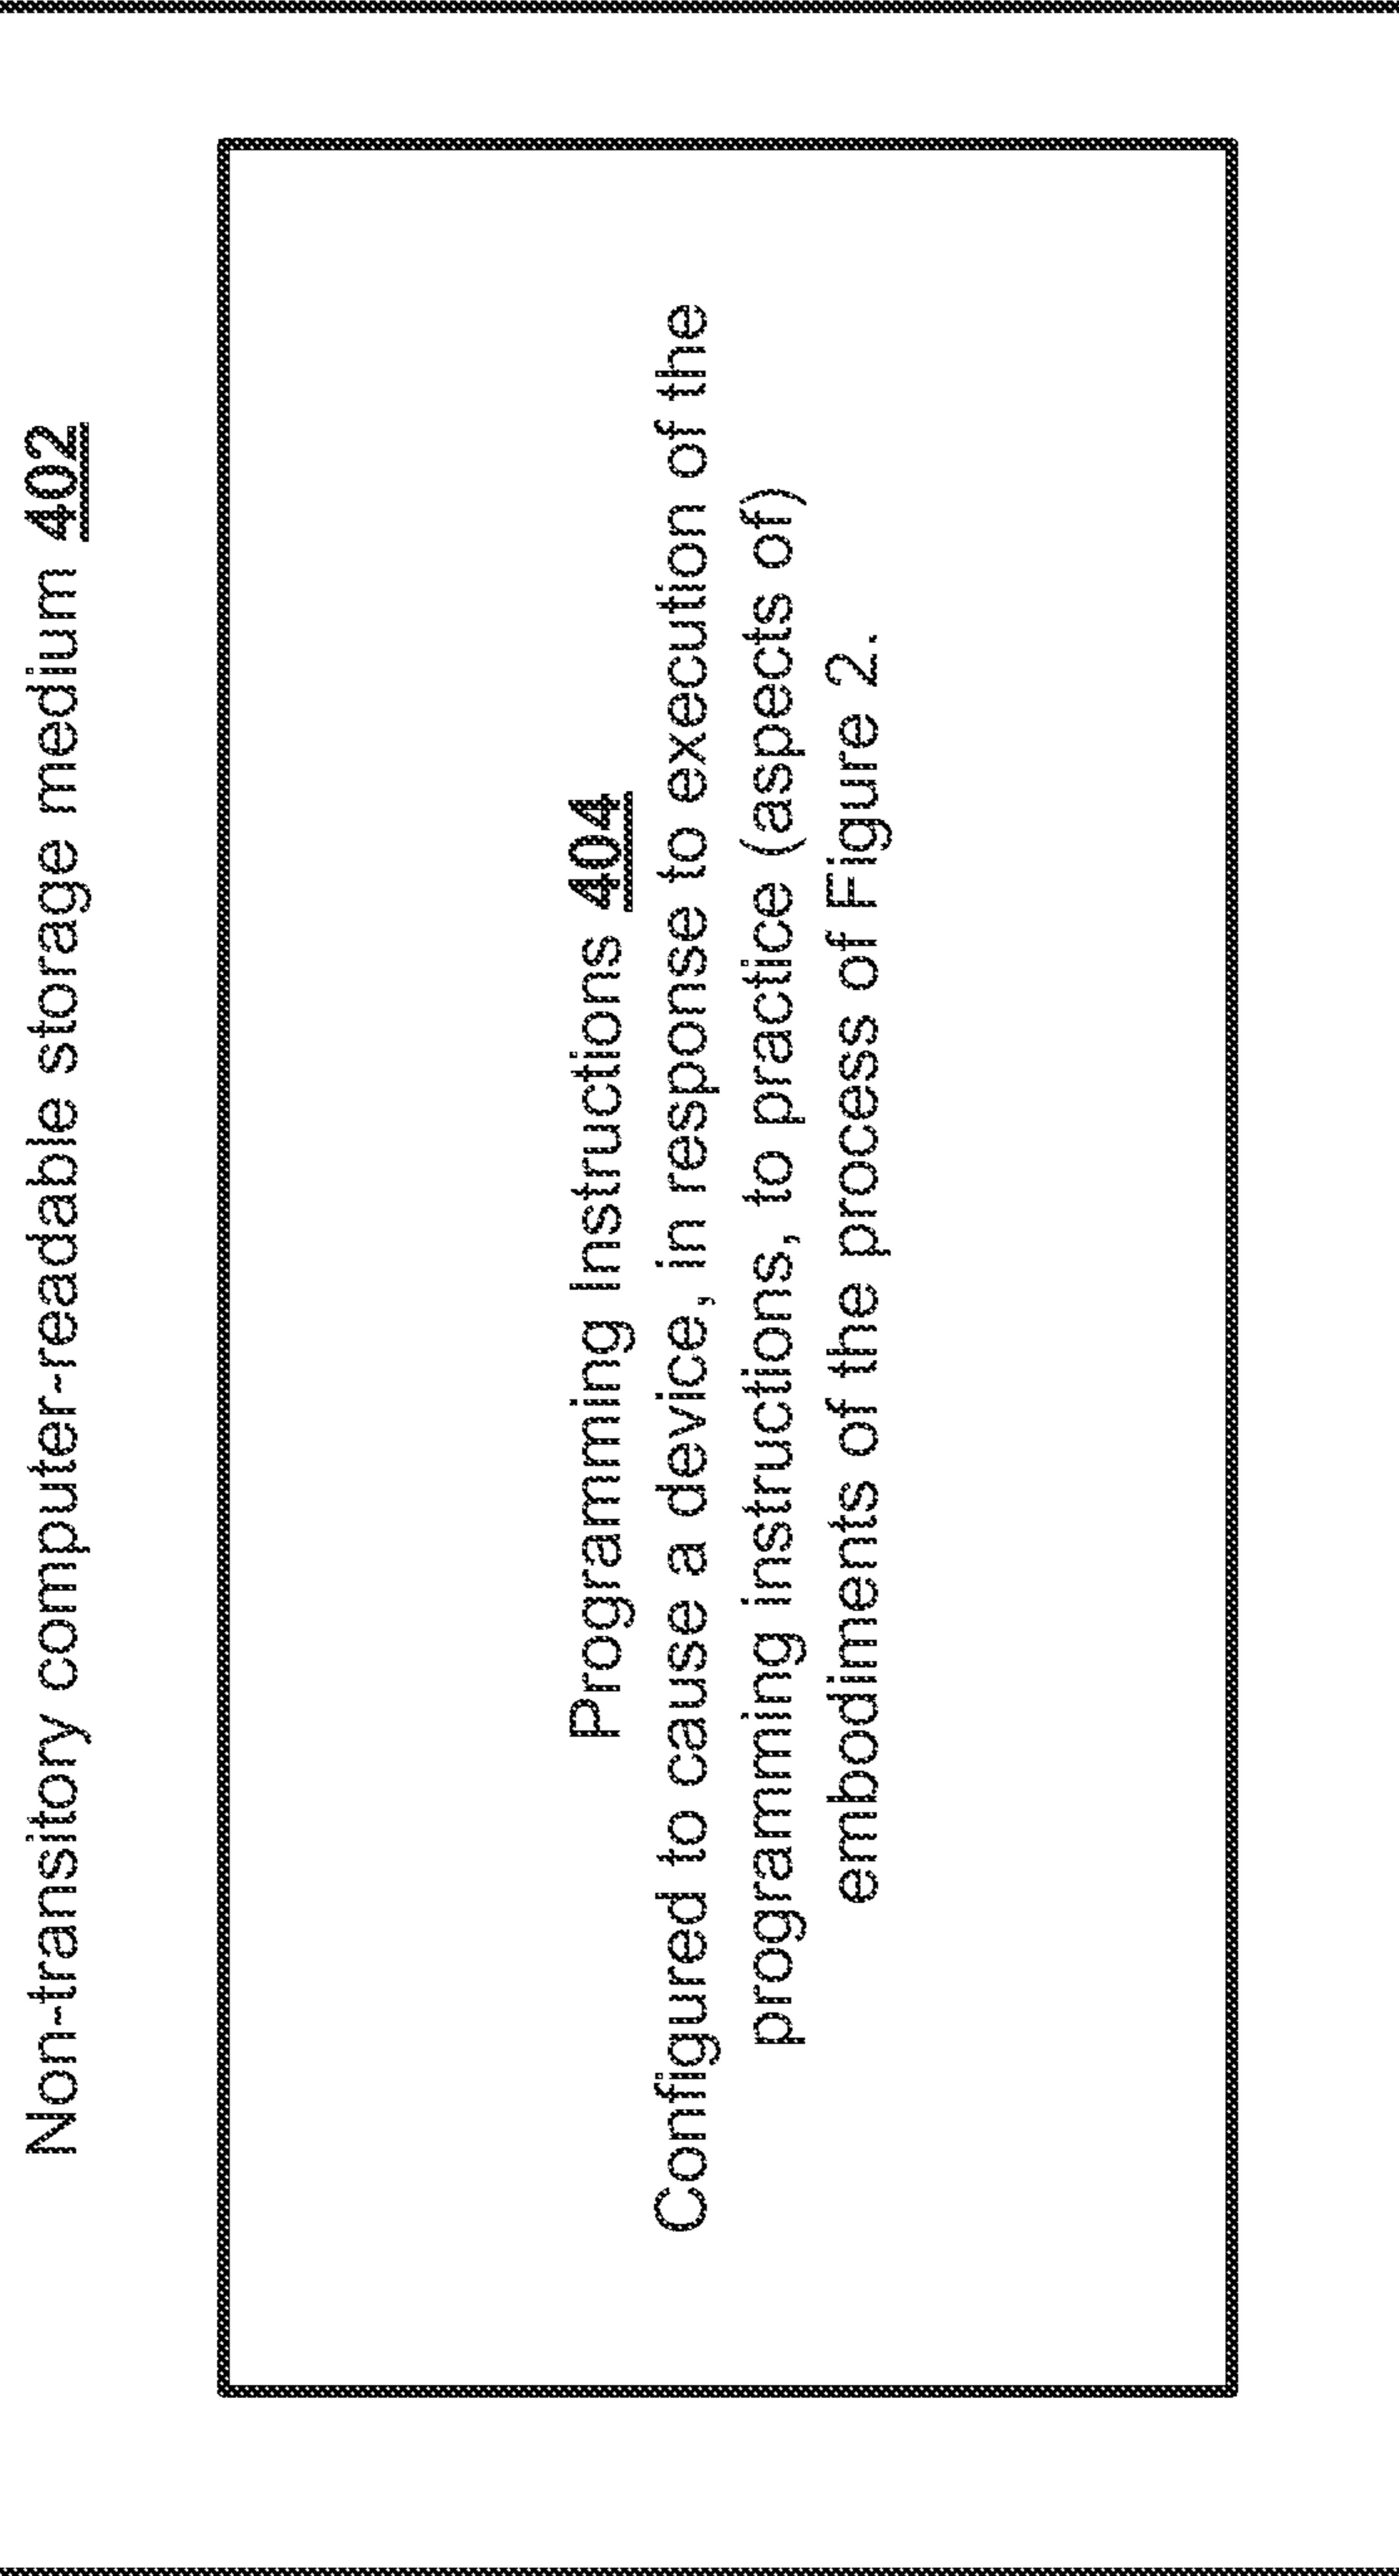 Non-transitory computer-readable storage medium 402
Programming Instructions 404
Configured to cause a device, in response to execution of the
programming instructions, to practice (aspects of)
embodiments of the process of Figure 2.